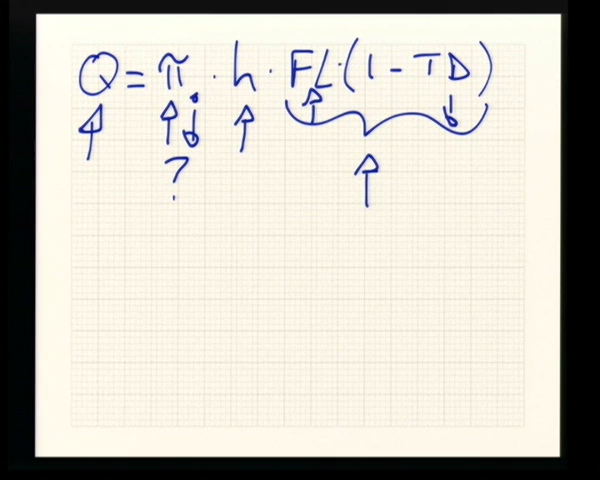 Q = π̃ · h · FL · (1 - TD)
↑ ↑ ↓ ↑ ↑ ↓
? ↑